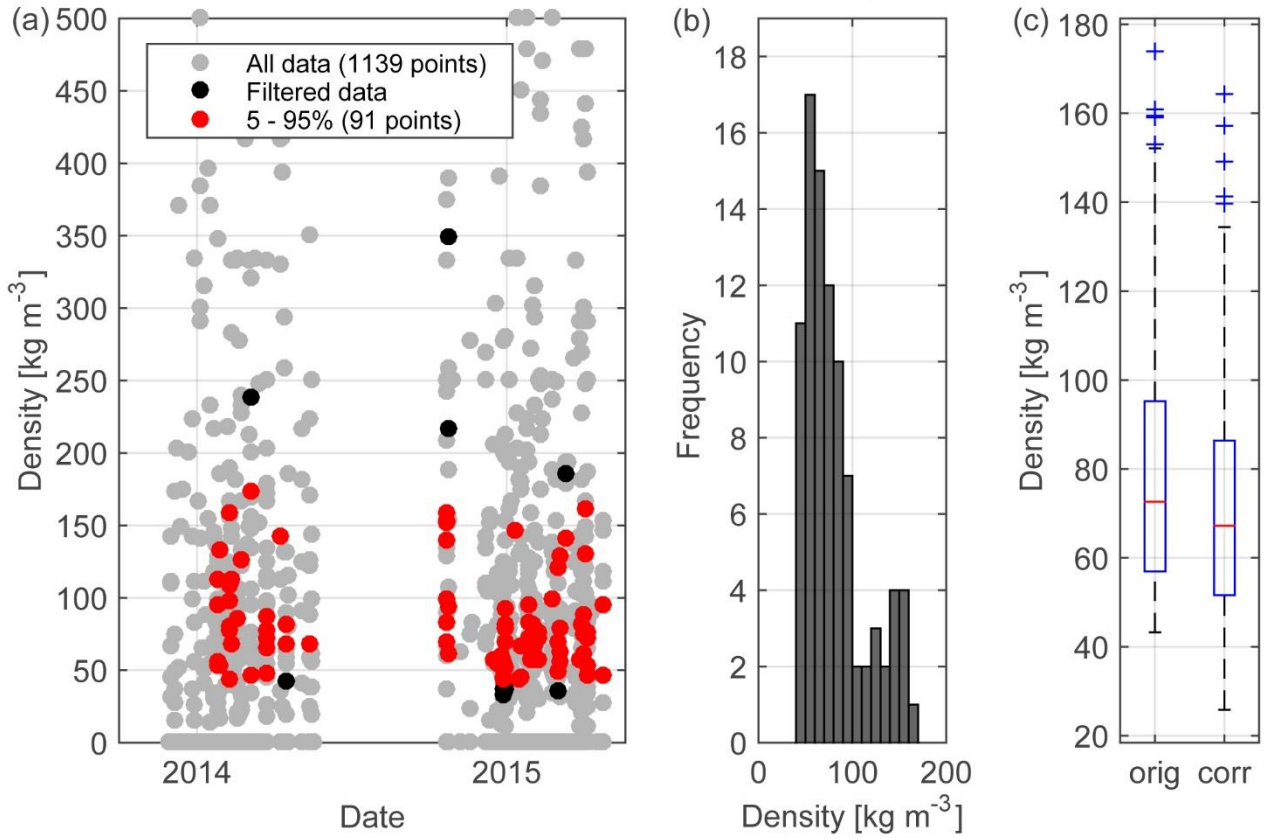 (a)
500
450
400
350
300
250
200
150
100
50
0
Density [kg m⁻³]
All data (1139 points)
Filtered data
5 - 95% (91 points)
2014
2015
Date
(b)
18
16
14
12
10
8
6
4
2
0
Frequency
0
100
200
Density [kg m⁻³]
(c)
180
160
140
120
100
80
60
40
20
Density [kg m⁻³]
orig
corr